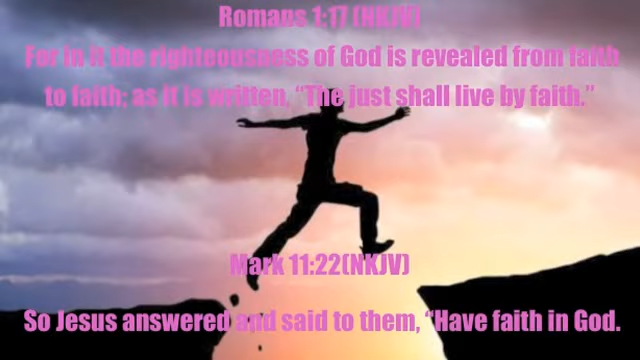 Romans 1:17 (NKJV)
For in it the righteousness of God is revealed from faith
to faith; as it is written, “The just shall live by faith.”
Mark 11:22(NKJV)
So Jesus answered and said to them, “Have faith in God.